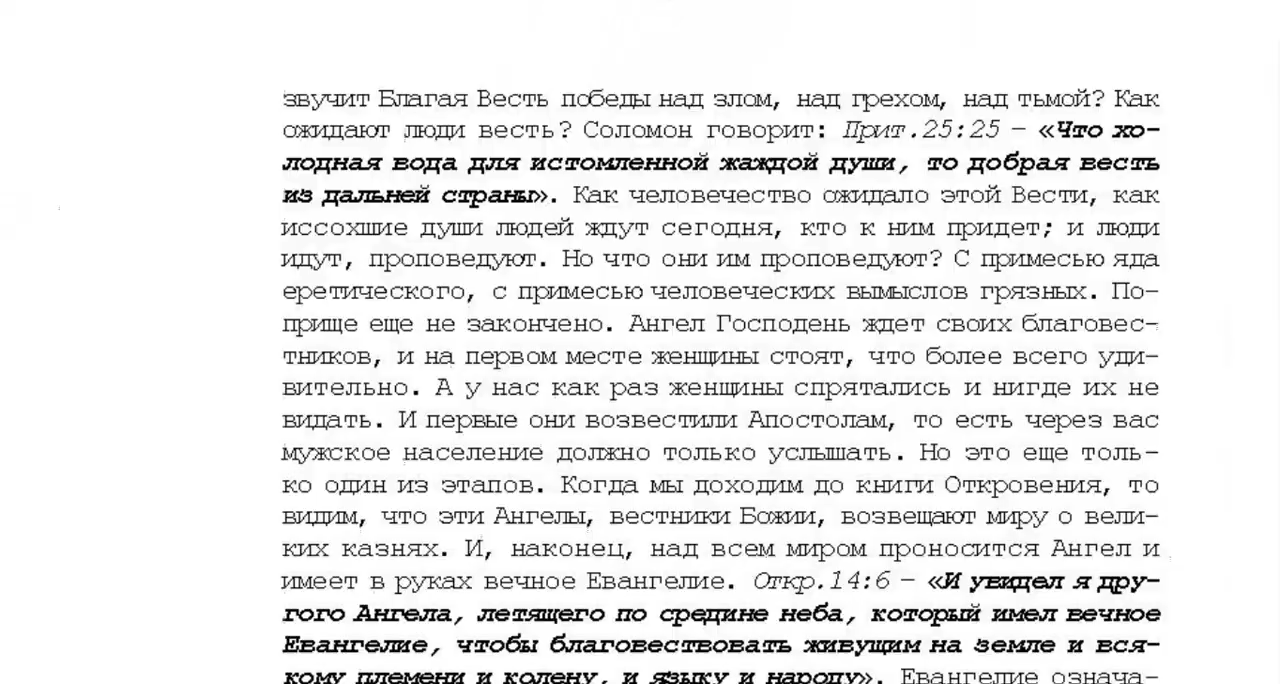 звучит Благая Весть победы над злом, над грехом, над тьмой? Как
ожидают люди весть? Соломон говорит: Прит.25:25 – «Что хо-
лодная вода для истомленной жаждой души, то добрая весть
из дальней страны». Как человечество ожидало этой Вести, как
иссохшие души людей ждут сегодня, кто к ним придет; и люди
идут, проповедуют. Но что они им проповедуют? С примесью яда
еретического, с примесью человеческих вымыслов грязных. По-
прище еще не закончено. Ангел Господень ждет своих благовес-
тников, и на первом месте женщины стоят, что более всего уди-
вительно. А у нас как раз женщины спрятались и нигде их не
видать. И первые они возвестили Апостолам, то есть через вас
мужское население должно только услышать. Но это еще толь-
ко один из этапов. Когда мы доходим до книги Откровения, то
видим, что эти Ангелы, вестники Божии, возвещают миру о вели-
ких казнях. И, наконец, над всем миром проносится Ангел и
имеет в руках вечное Евангелие. Откр.14:6 – «И увидел я дру-
гого Ангела, летящего по средине неба, который имел вечное
Евангелие, чтобы благовествовать живущим на земле и вся-
кому племени и колену, и языку и народу». Евангелие означа-